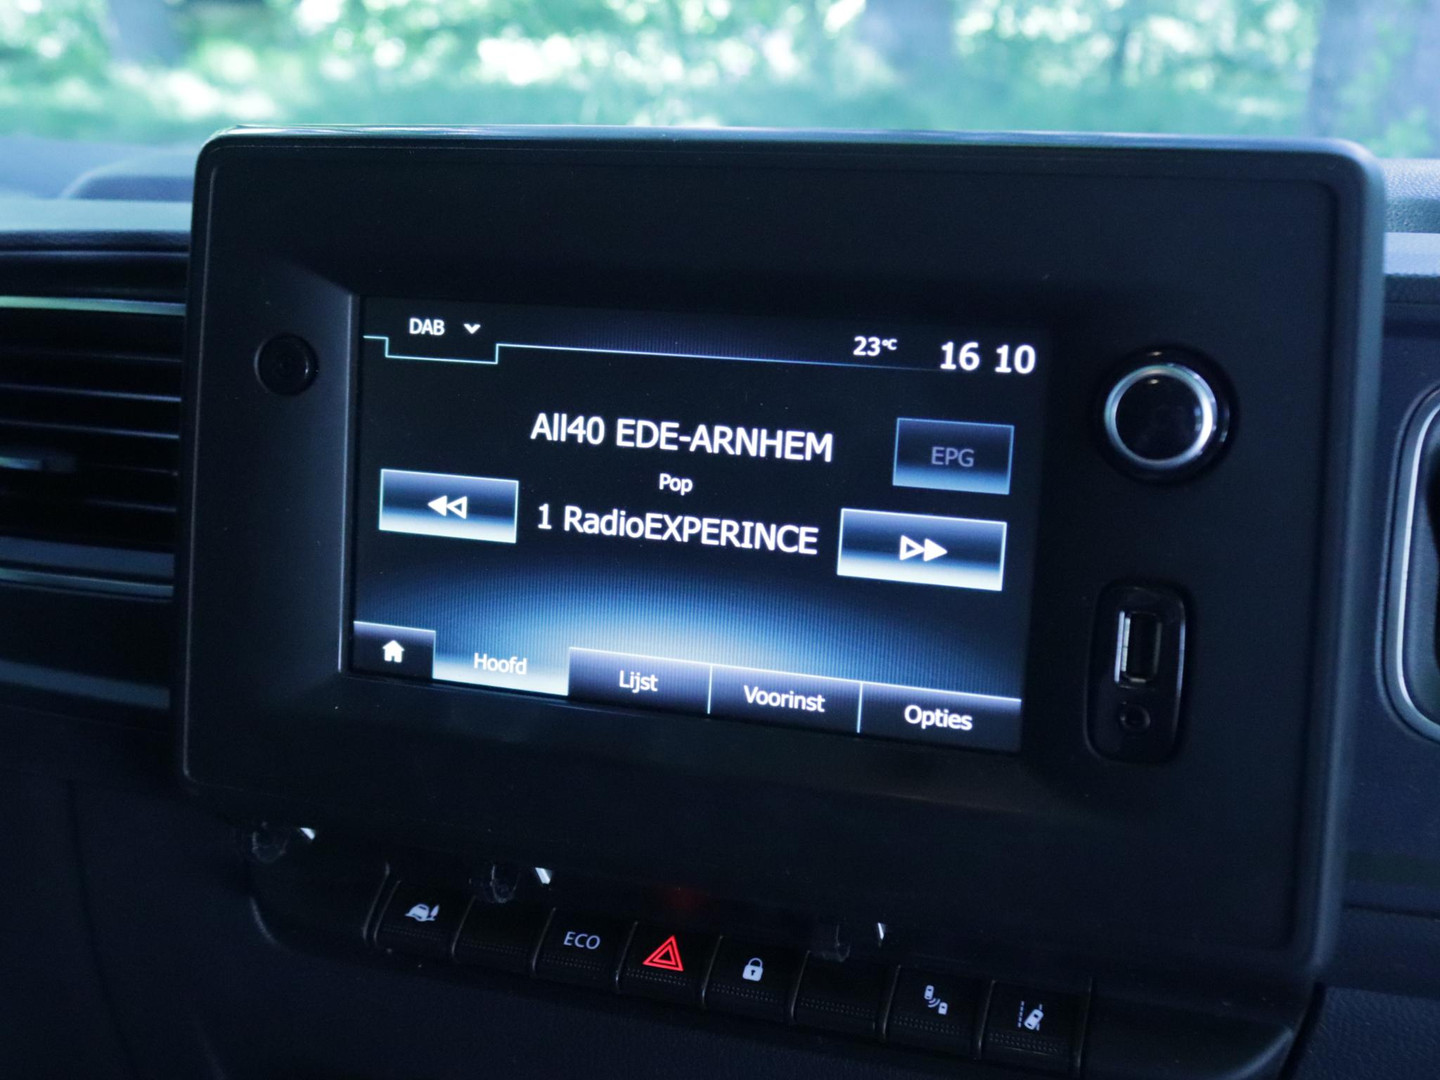 DAB
23°C 16 10
All40 EDE-ARNHEM
EPG
Pop
1 RadioEXPERINCE
Hoofd
Lijst
Voorinst
Opties
ECO